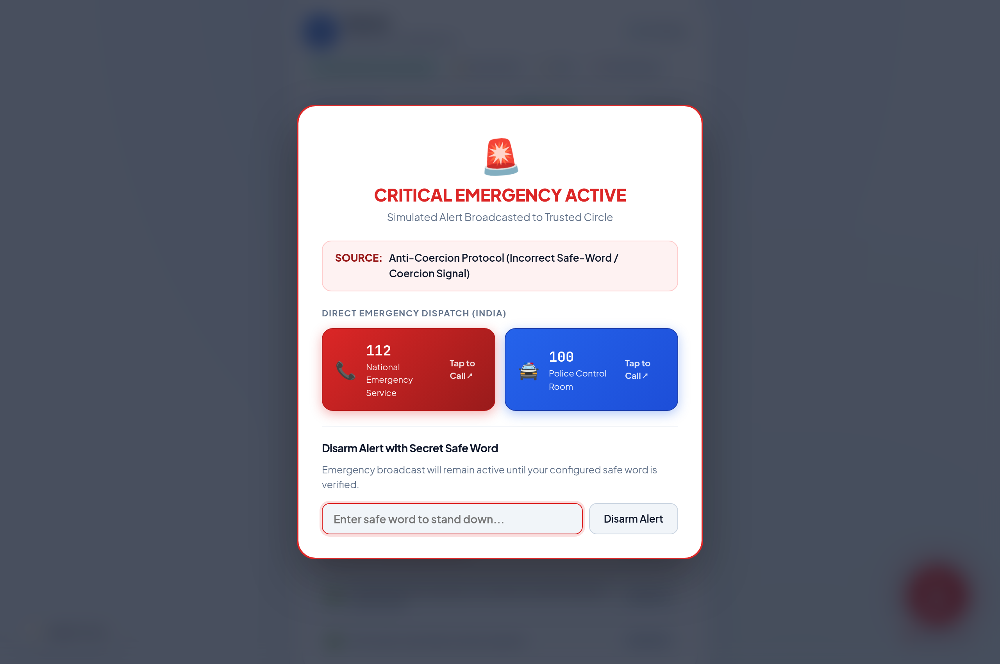 CRITICAL EMERGENCY ACTIVE
Simulated Alert Broadcasted to Trusted Circle
SOURCE: Anti-Coercion Protocol (Incorrect Safe-Word /
Coercion Signal)
DIRECT EMERGENCY DISPATCH (INDIA)
112
National
Emergency
Service
Tap to
Call ↗
100
Police Control
Room
Tap to
Call ↗
Disarm Alert with Secret Safe Word
Emergency broadcast will remain active until your configured safe word is
verified.
Enter safe word to stand down...
Disarm Alert